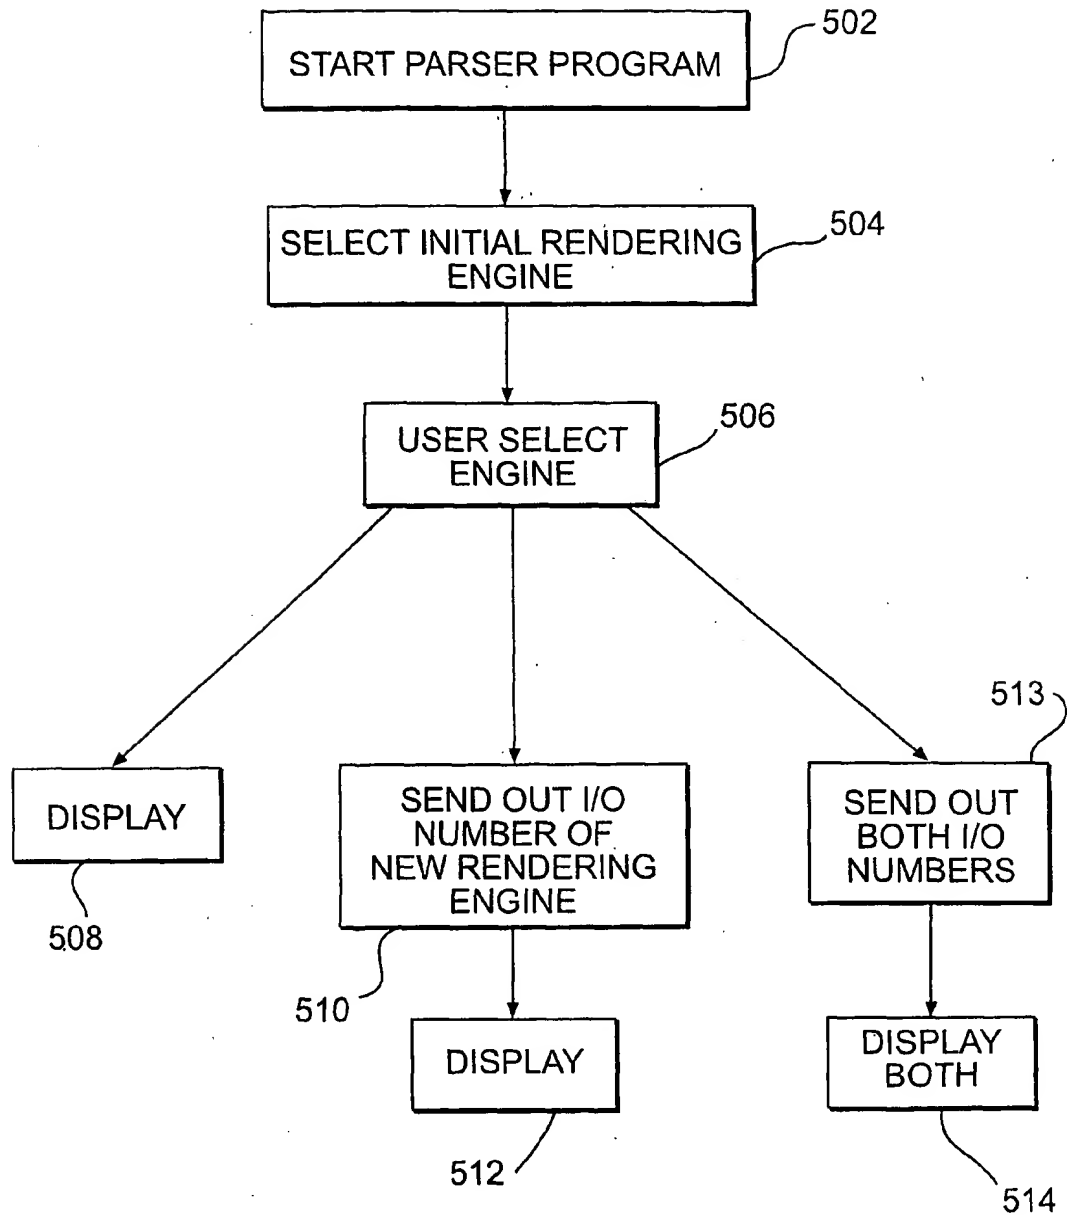 502
START PARSER PROGRAM
504
SELECT INITIAL RENDERING
ENGINE
506
USER SELECT
ENGINE
513
DISPLAY
508
SEND OUT I/O
NUMBER OF
NEW RENDERING
ENGINE
510
SEND OUT
BOTH I/O
NUMBERS
DISPLAY
512
DISPLAY
BOTH
514